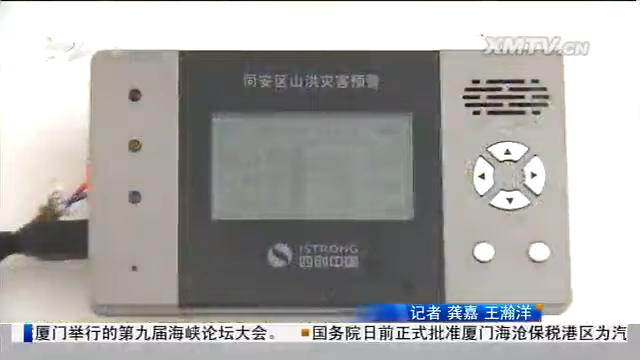 XMTV.CN
同安区山洪灾害预警
ISTRONG
四创中国
记者 龚嘉 王瀚洋
厦门举行的第九届海峡论坛大会。 ■国务院日前正式批准厦门海沧保税港区为汽